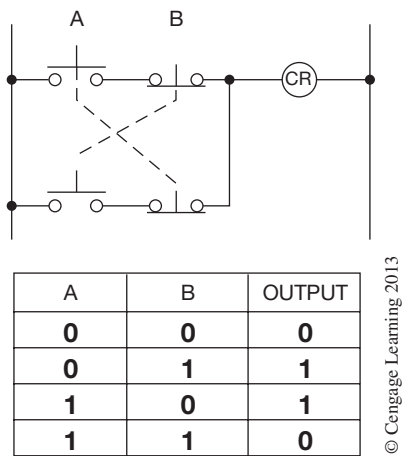 A B
CR
A B OUTPUT
0 0 0
0 1 1
1 0 1
1 1 0
© Cengage Learning 2013